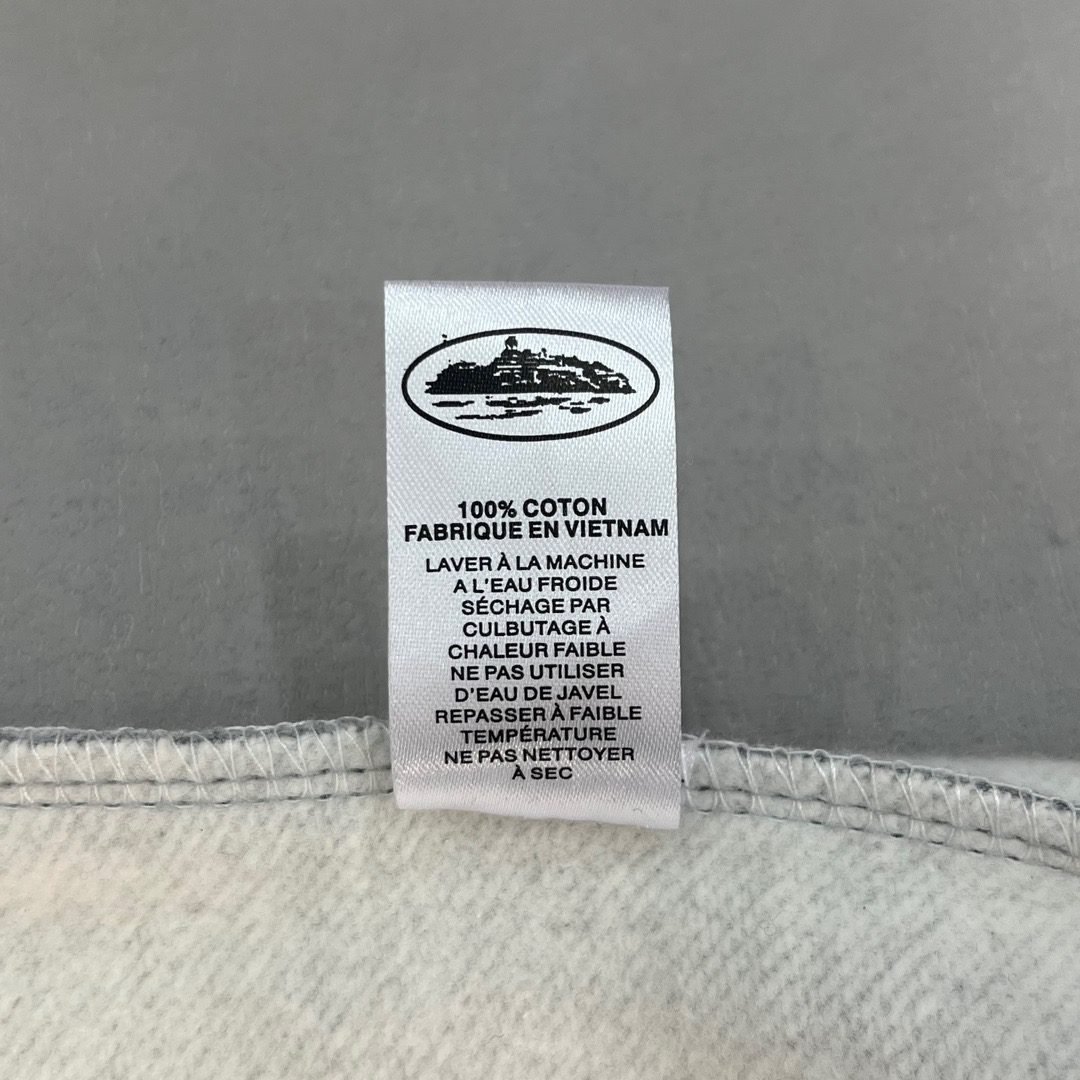 100% COTON
FABRIQUE EN VIETNAM
LAVER À LA MACHINE
A L'EAU FROIDE
SÉCHAGE PAR
CULBUTAGE À
CHALEUR FAIBLE
NE PAS UTILISER
D'EAU DE JAVEL
REPASSER À FAIBLE
TEMPÉRATURE
NE PAS NETTOYER
À SEC